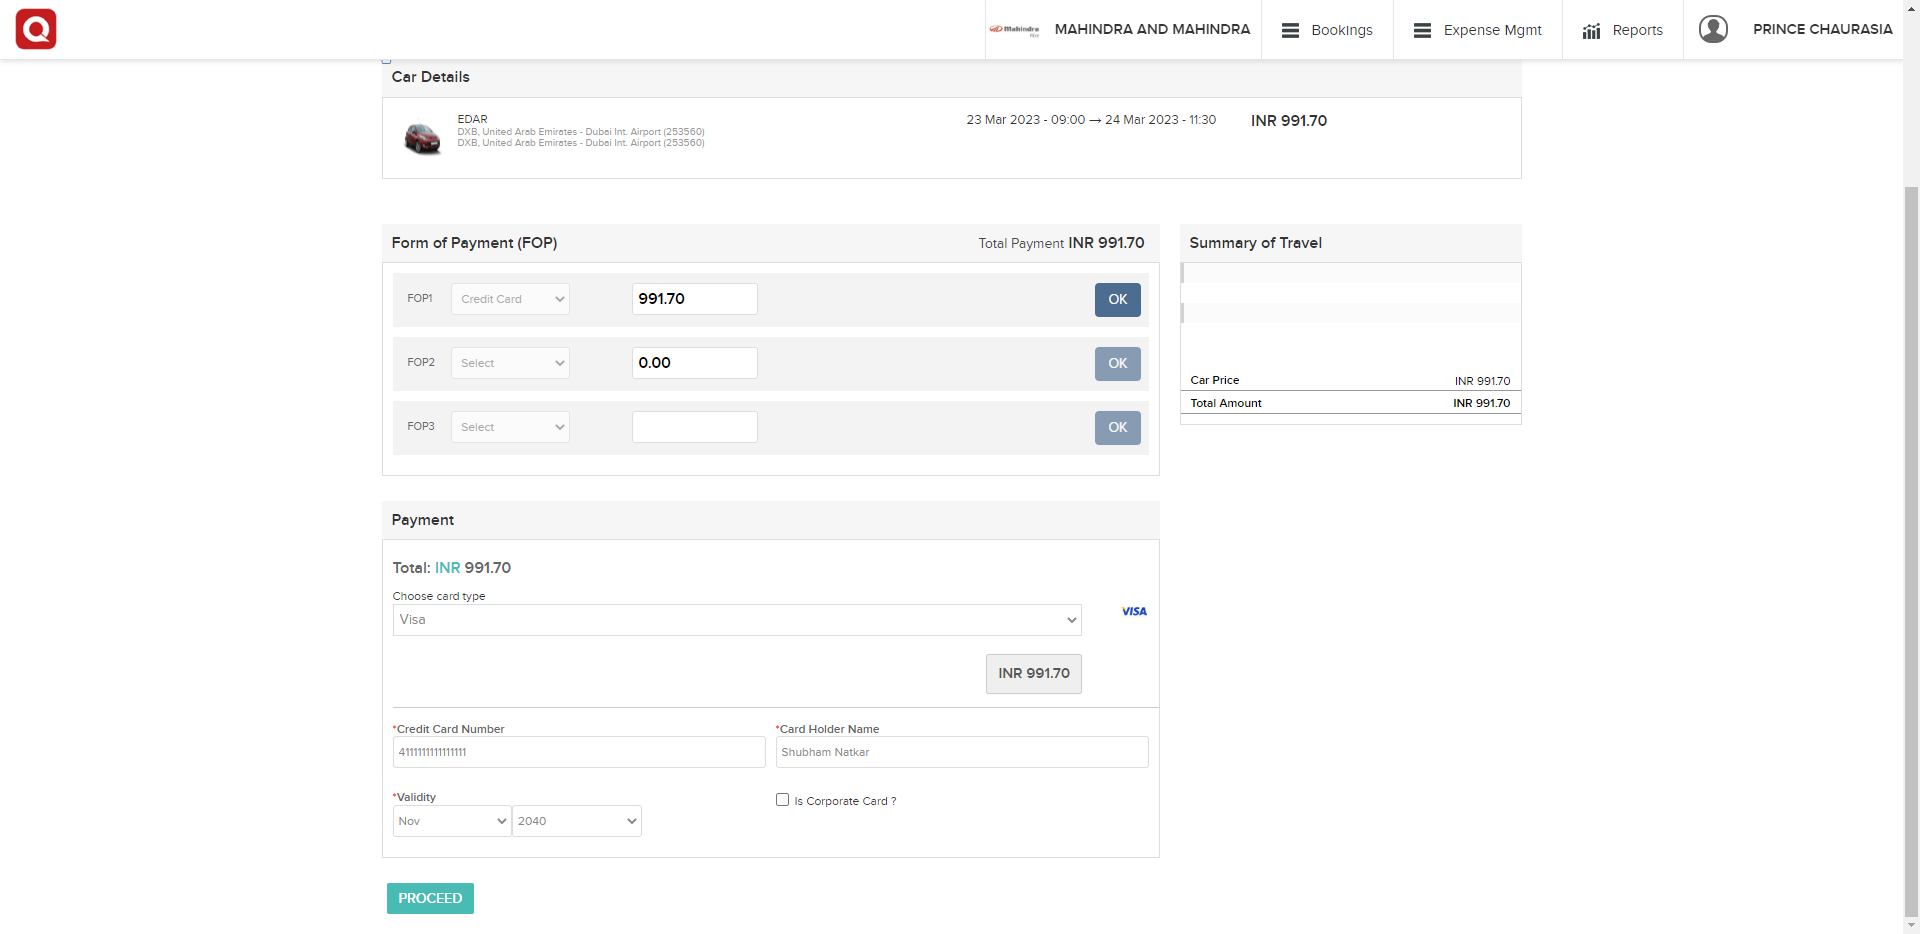 Q
Mahindra
MAHINDRA AND MAHINDRA
Bookings
Expense Mgmt
Reports
PRINCE CHAURASIA
Car Details
EDAR
DXB, United Arab Emirates - Dubai Int. Airport (253560)
DXB, United Arab Emirates - Dubai Int. Airport (253560)
23 Mar 2023 - 09:00 → 24 Mar 2023 - 11:30
INR 991.70
Form of Payment (FOP)
Total Payment INR 991.70
FOP1 Credit Card 991.70 OK
FOP2 Select 0.00 OK
FOP3 Select OK
Summary of Travel
Car Price INR 991.70
Total Amount INR 991.70
Payment
Total: INR 991.70
Choose card type
Visa
VISA
INR 991.70
*Credit Card Number
4111111111111111
*Card Holder Name
Shubham Natkar
*Validity
Nov 2040
Is Corporate Card ?
PROCEED